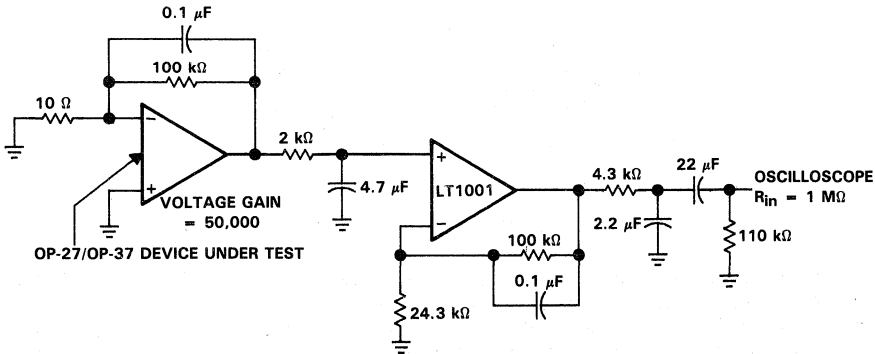 0.1 µF
100 kΩ
10 Ω
−
+
VOLTAGE GAIN
= 50,000
OP-27/OP-37 DEVICE UNDER TEST
2 kΩ
4.7 µF
+
LT1001
−
100 kΩ
0.1 µF
24.3 kΩ
4.3 kΩ
2.2 µF
22 µF
110 kΩ
OSCILLOSCOPE
Rin = 1 MΩ